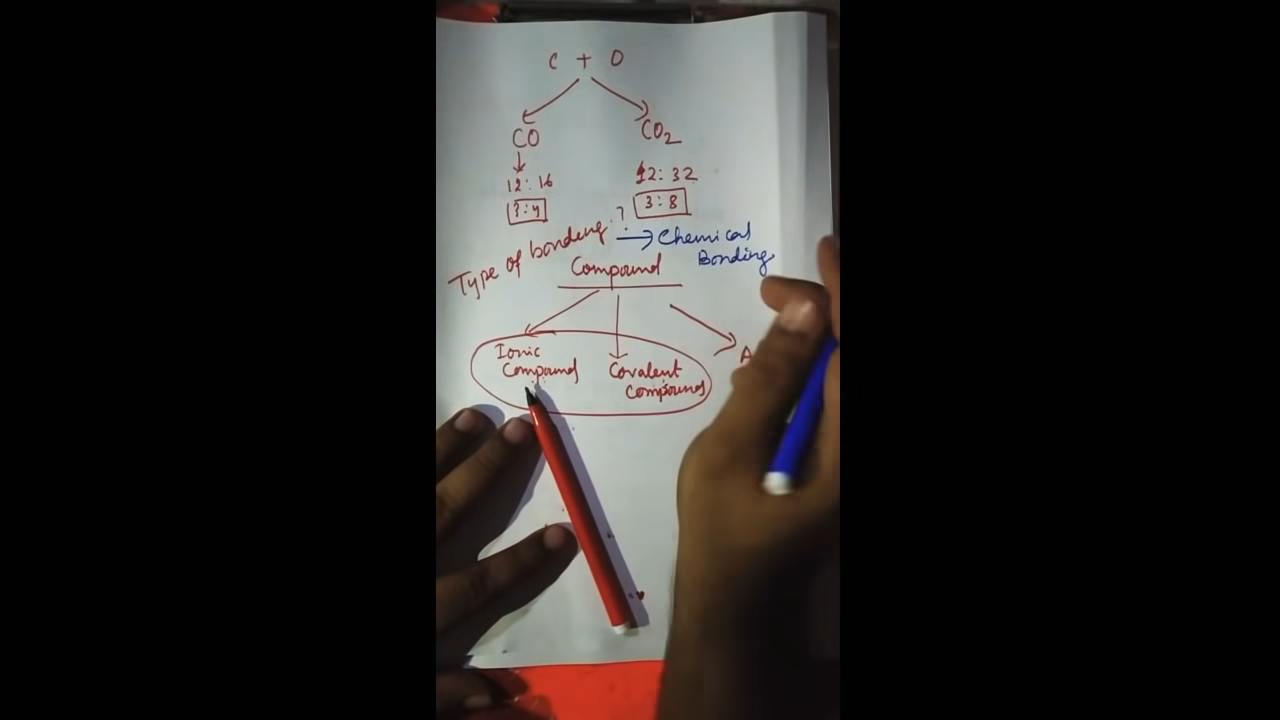 C + O
CO CO2
12:16 12:32
3:4 3:8
Type of bonding ?
Chemical
Bonding
Compound
Ionic
Compound
Covalent
Compounds
A